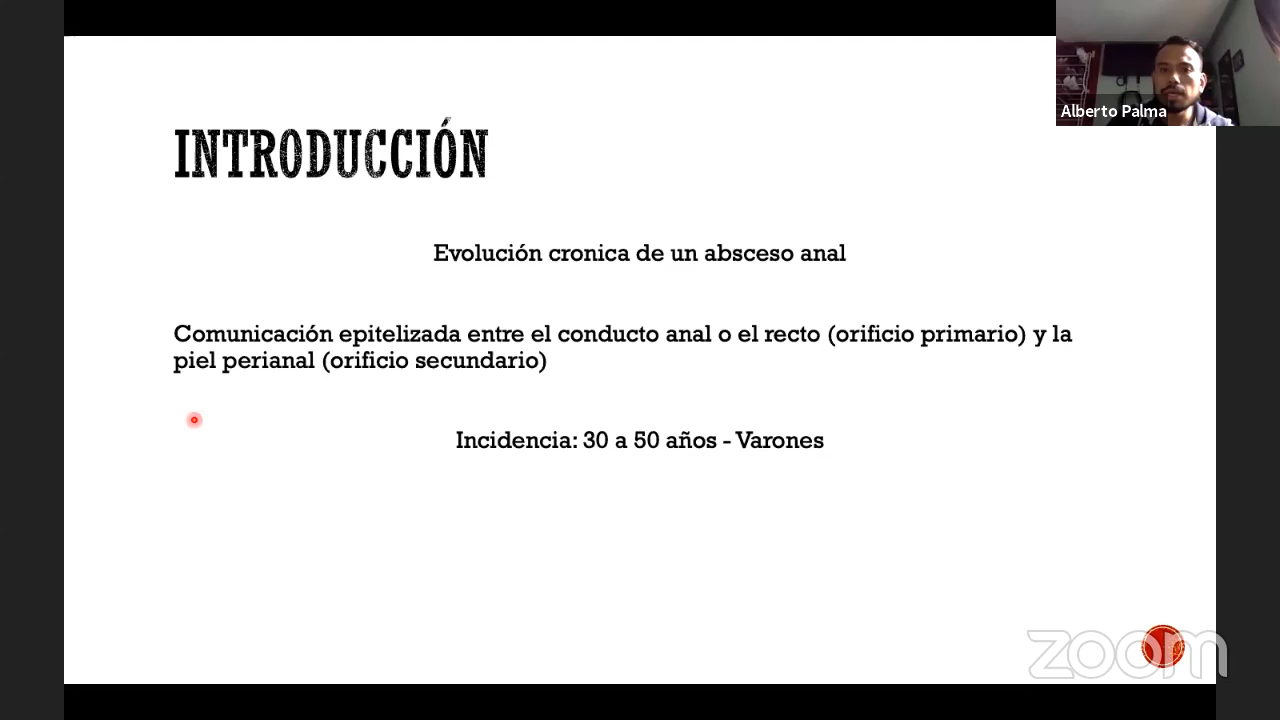 Alberto Palma
INTRODUCCIÓN
Evolución cronica de un absceso anal
Comunicación epitelizada entre el conducto anal o el recto (orificio primario) y la
piel perianal (orificio secundario)
Incidencia: 30 a 50 años - Varones
zoom